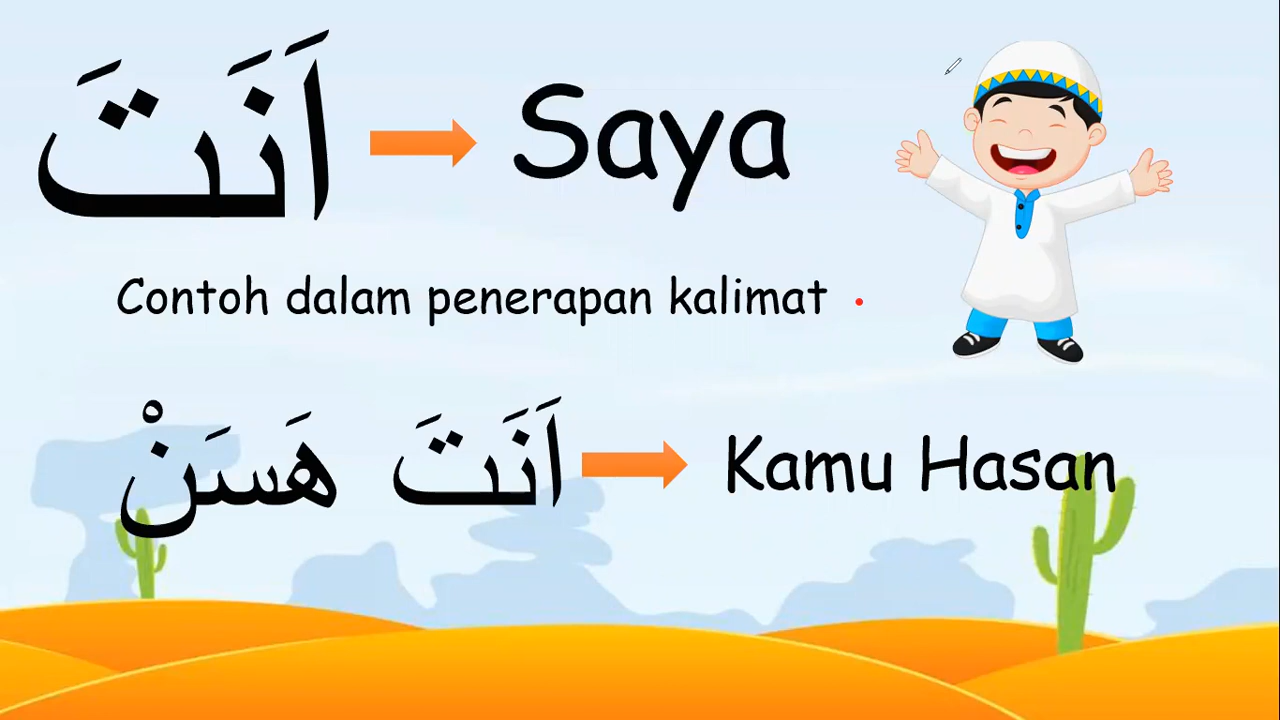 اَنَتَ Saya
Contoh dalam penerapan kalimat
اَنَتَ هَسَنْ Kamu Hasan